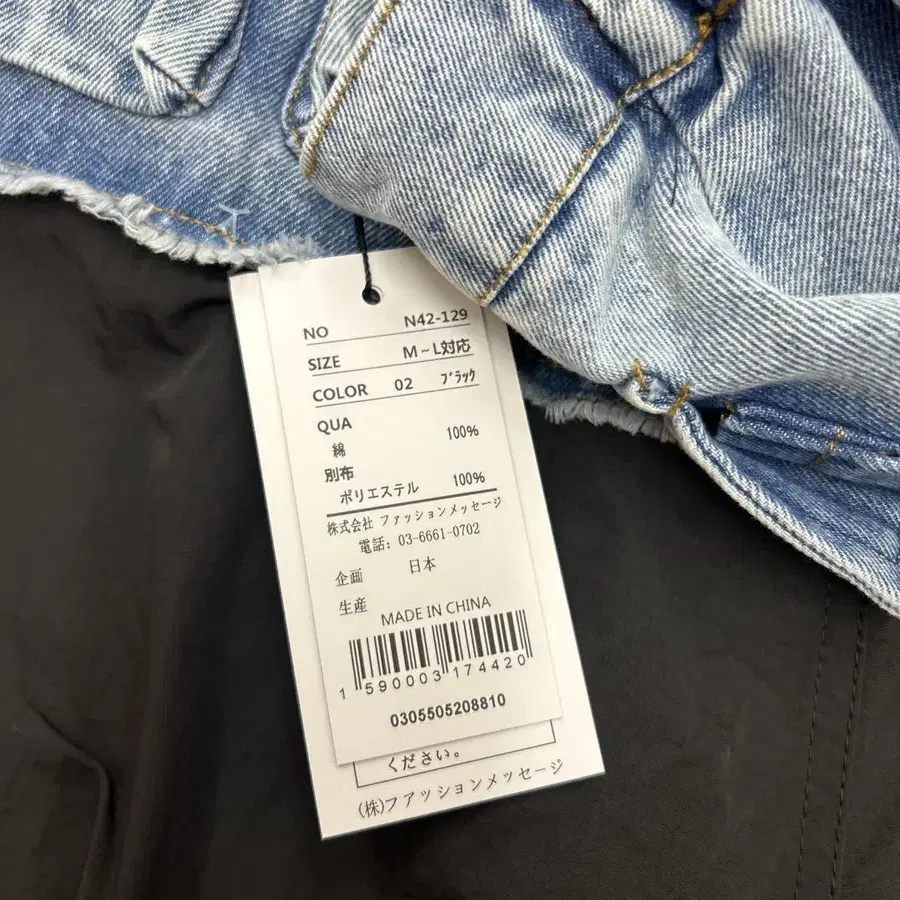 NO N42-129
SIZE M～L対応
COLOR 02 ﾌﾞﾗｯｸ
QUA
綿 100%
別布
ポリエステル 100%
株式会社 ファッションメッセージ
電話: 03-6661-0702
企画 日本
生産
MADE IN CHINA
1 590003 174420
0305505208810
ください。
(株)ファッションメッセージ